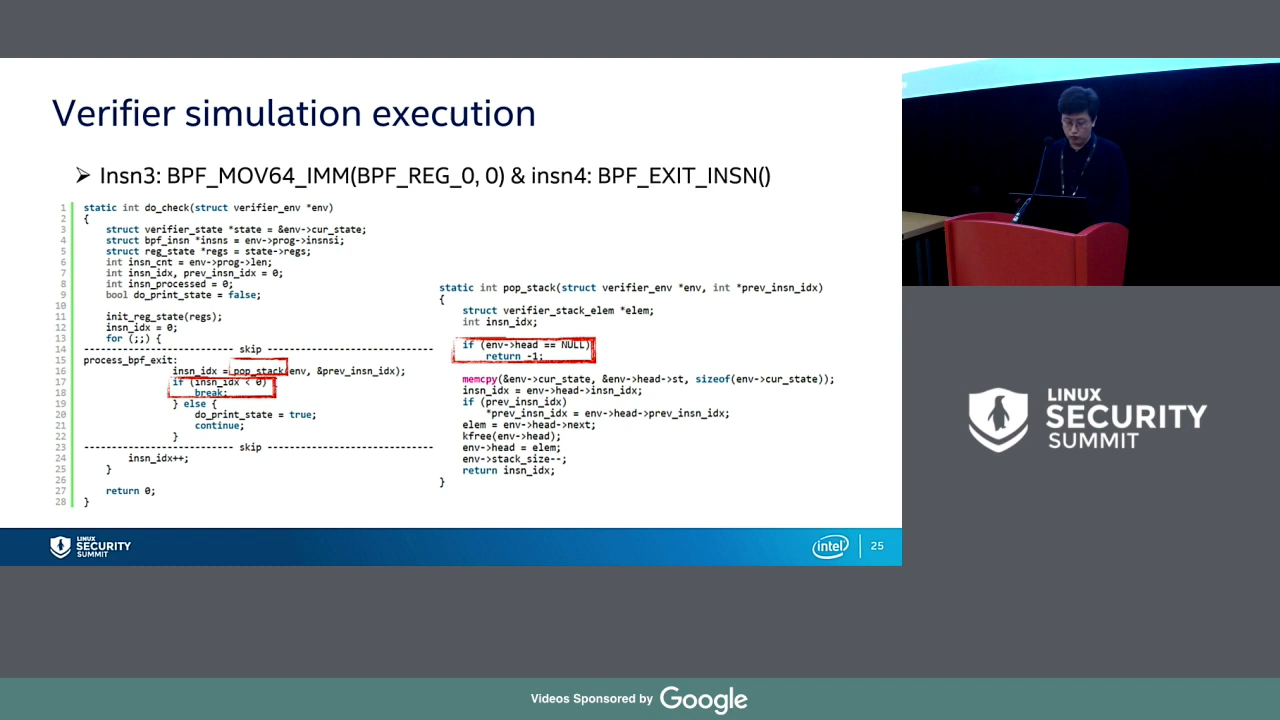 Verifier simulation execution
➢ Insn3: BPF_MOV64_IMM(BPF_REG_0, 0) & insn4: BPF_EXIT_INSN()
1 static int do_check(struct verifier_env *env)
2 {
3 struct verifier_state *state = &env->cur_state;
4 struct bpf_insn *insns = env->prog->insnsi;
5 struct reg_state *regs = state->regs;
6 int insn_cnt = env->prog->len;
7 int insn_idx, prev_insn_idx = 0;
8 int insn_processed = 0;
9 bool do_print_state = false;
10
11 init_reg_state(regs);
12 insn_idx = 0;
13 for (;;) {
14 --------------------------- skip ------------------------------
15 process_bpf_exit:
16 insn_idx = pop_stack(env, &prev_insn_idx);
17 if (insn_idx < 0)
18 break;
19 } else {
20 do_print_state = true;
21 continue;
22 }
23 --------------------------- skip ------------------------------
24 insn_idx++;
25 }
26
27 return 0;
28 }
static int pop_stack(struct verifier_env *env, int *prev_insn_idx)
{
struct verifier_stack_elem *elem;
int insn_idx;
if (env->head == NULL)
return -1;
memcpy(&env->cur_state, &env->head->st, sizeof(env->cur_state));
insn_idx = env->head->insn_idx;
if (prev_insn_idx)
*prev_insn_idx = env->head->prev_insn_idx;
elem = env->head->next;
kfree(env->head);
env->head = elem;
env->stack_size--;
return insn_idx;
}
LINUX
SECURITY
SUMMIT
intel
25
LINUX
SECURITY
SUMMIT
Videos Sponsored by Google